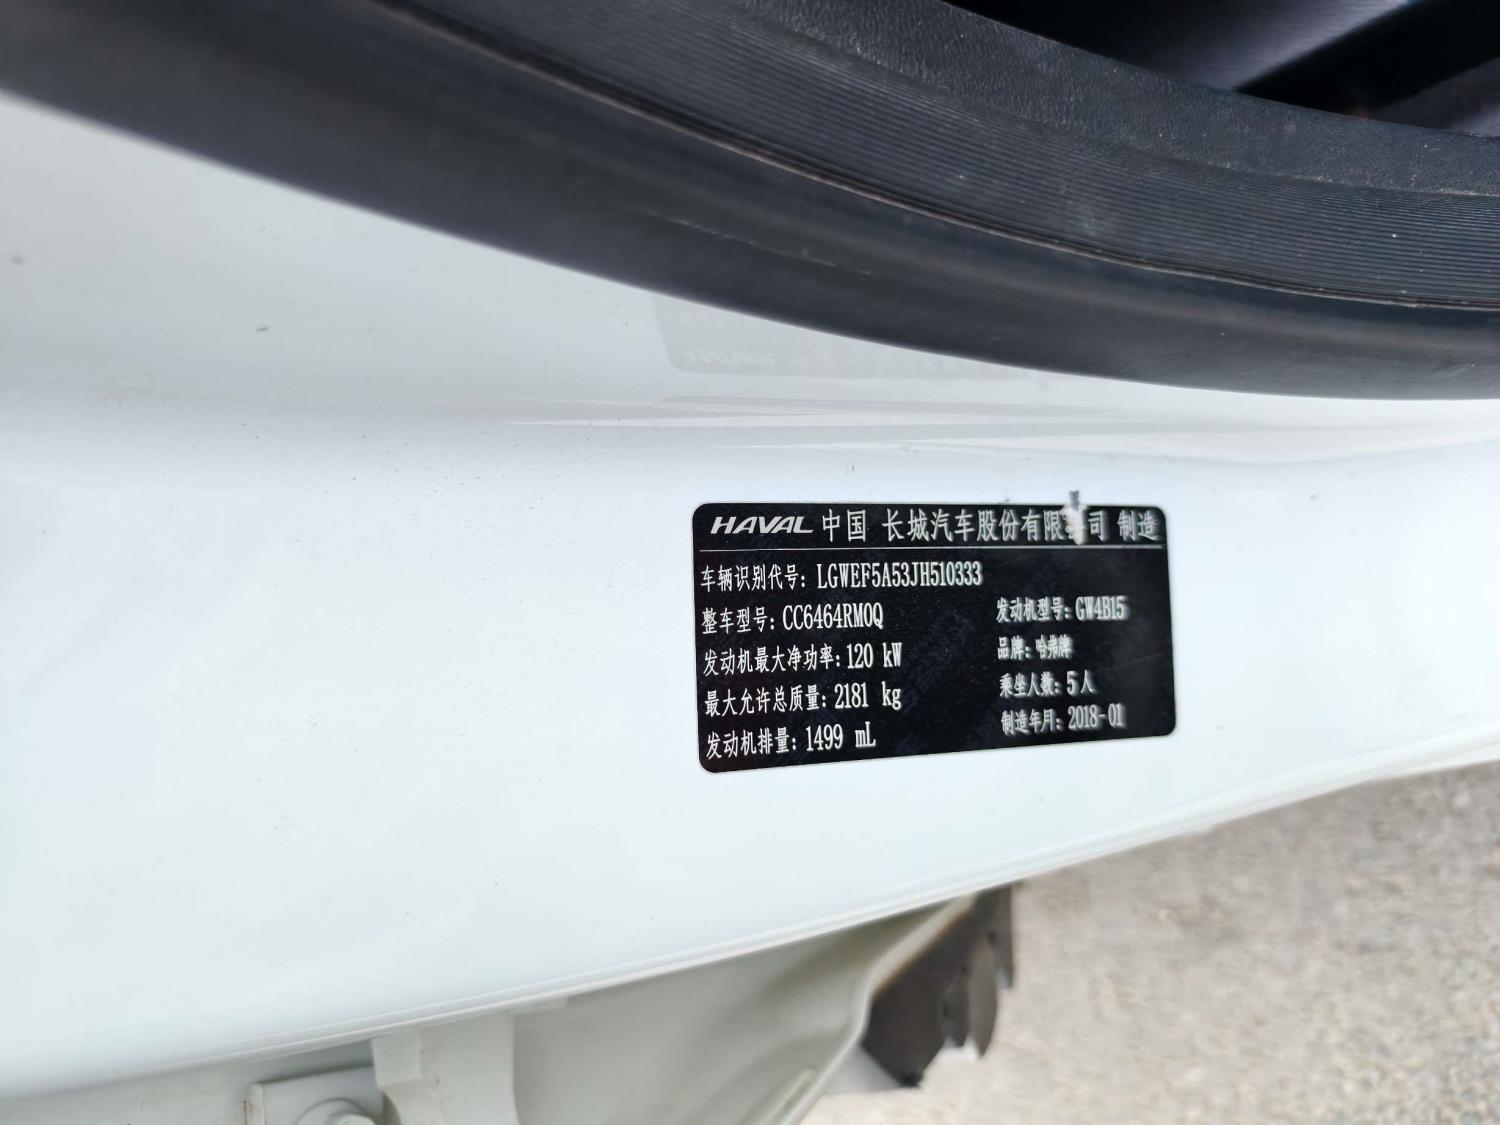 HAVAL 中国 长城汽车股份有限 司 制造
车辆识别代号: LGWEF5A53JH510333
整车型号: CC6464RM0Q
发动机型号: GW4B15
发动机最大净功率: 120 kW
品牌: 哈弗牌
最大允许总质量: 2181 kg
乘坐人数: 5人
发动机排量: 1499 mL
制造年月: 2018-01